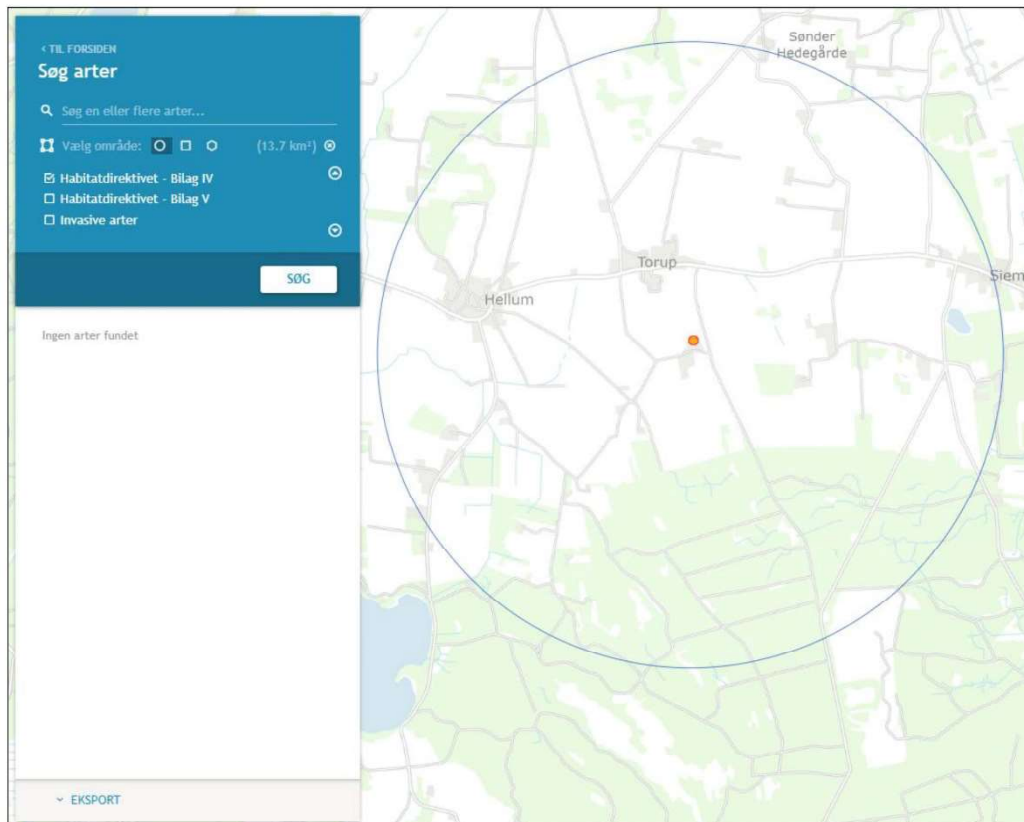 ‹ TIL FORSIDEN
Søg arter
Søg en eller flere arter...
Vælg område:
(13.7 km²)
Habitatdirektivet - Bilag IV
Habitatdirektivet - Bilag V
Invasive arter
SØG
Ingen arter fundet
EKSPORT
Sønder
Hedegårde
Torup
Siem
Hellum